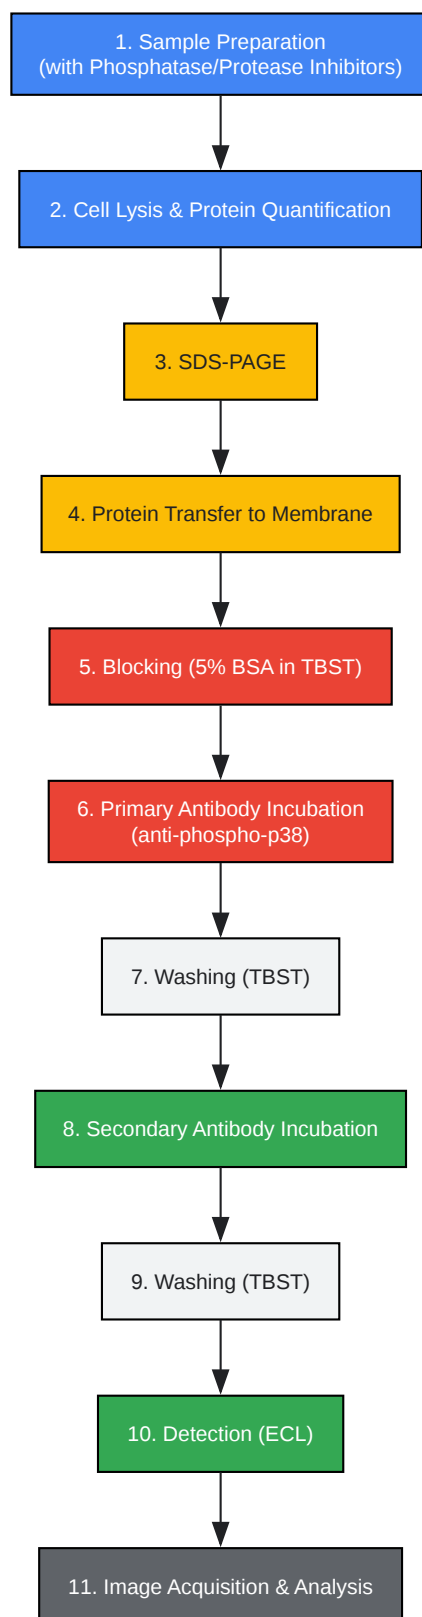 1. Sample Preparation
(with Phosphatase/Protease Inhibitors)
2. Cell Lysis & Protein Quantification
3. SDS-PAGE
4. Protein Transfer to Membrane
5. Blocking (5% BSA in TBST)
6. Primary Antibody Incubation
(anti-phospho-p38)
7. Washing (TBST)
8. Secondary Antibody Incubation
9. Washing (TBST)
10. Detection (ECL)
11. Image Acquisition & Analysis